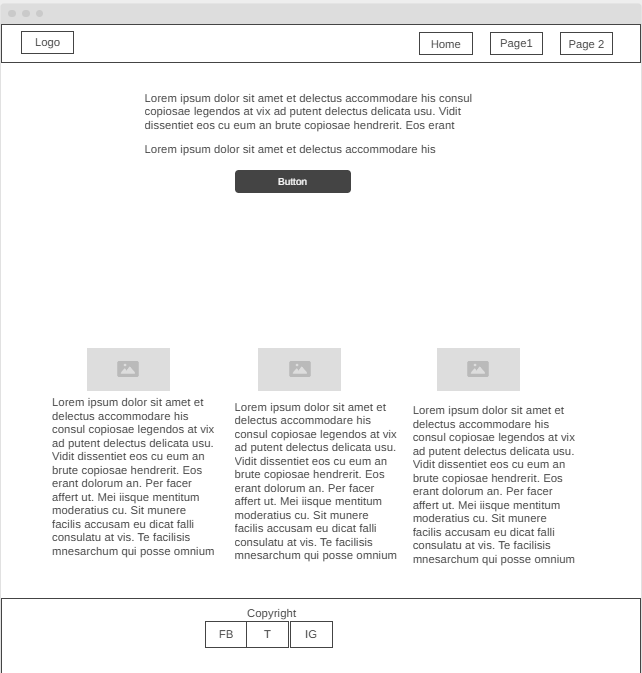 Logo
Home
Page1
Page 2
Lorem ipsum dolor sit amet et delectus accommodare his consul
copiosae legendos at vix ad putent delectus delicata usu. Vidit
dissentiet eos cu eum an brute copiosae hendrerit. Eos erant
Lorem ipsum dolor sit amet et delectus accommodare his
Button
Lorem ipsum dolor sit amet et
delectus accommodare his
consul copiosae legendos at vix
ad putent delectus delicata usu.
Vidit dissentiet eos cu eum an
brute copiosae hendrerit. Eos
erant dolorum an. Per facer
affert ut. Mei iisque mentitum
moderatius cu. Sit munere
facilis accusam eu dicat falli
consulatu at vis. Te facilisis
mnesarchum qui posse omnium
Lorem ipsum dolor sit amet et
delectus accommodare his
consul copiosae legendos at vix
ad putent delectus delicata usu.
Vidit dissentiet eos cu eum an
brute copiosae hendrerit. Eos
erant dolorum an. Per facer
affert ut. Mei iisque mentitum
moderatius cu. Sit munere
facilis accusam eu dicat falli
consulatu at vis. Te facilisis
mnesarchum qui posse omnium
Lorem ipsum dolor sit amet et
delectus accommodare his
consul copiosae legendos at vix
ad putent delectus delicata usu.
Vidit dissentiet eos cu eum an
brute copiosae hendrerit. Eos
erant dolorum an. Per facer
affert ut. Mei iisque mentitum
moderatius cu. Sit munere
facilis accusam eu dicat falli
consulatu at vis. Te facilisis
mnesarchum qui posse omnium
Copyright
FB
T
IG